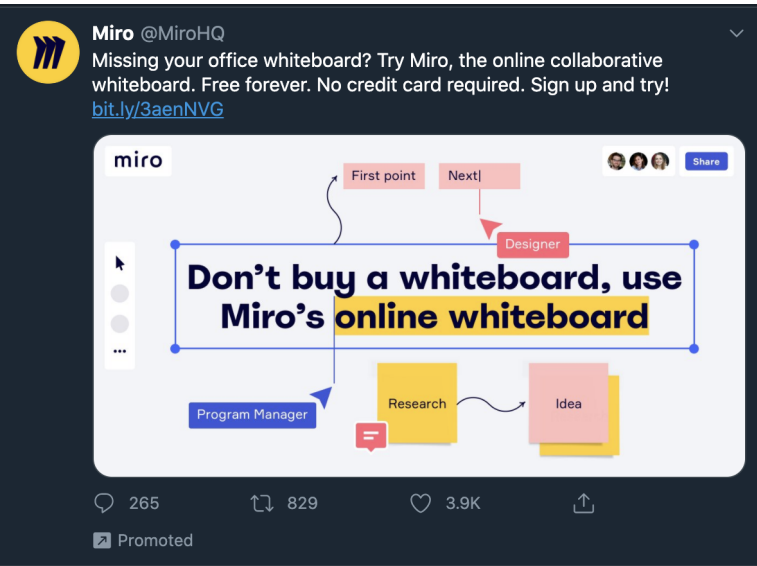 Miro @MiroHQ
Missing your office whiteboard? Try Miro, the online collaborative
whiteboard. Free forever. No credit card required. Sign up and try!
bit.ly/3aenNVG
miro
Share
First point
Next
Designer
Don't buy a whiteboard, use
Miro's online whiteboard
Program Manager
Research
Idea
265
829
3.9K
Promoted